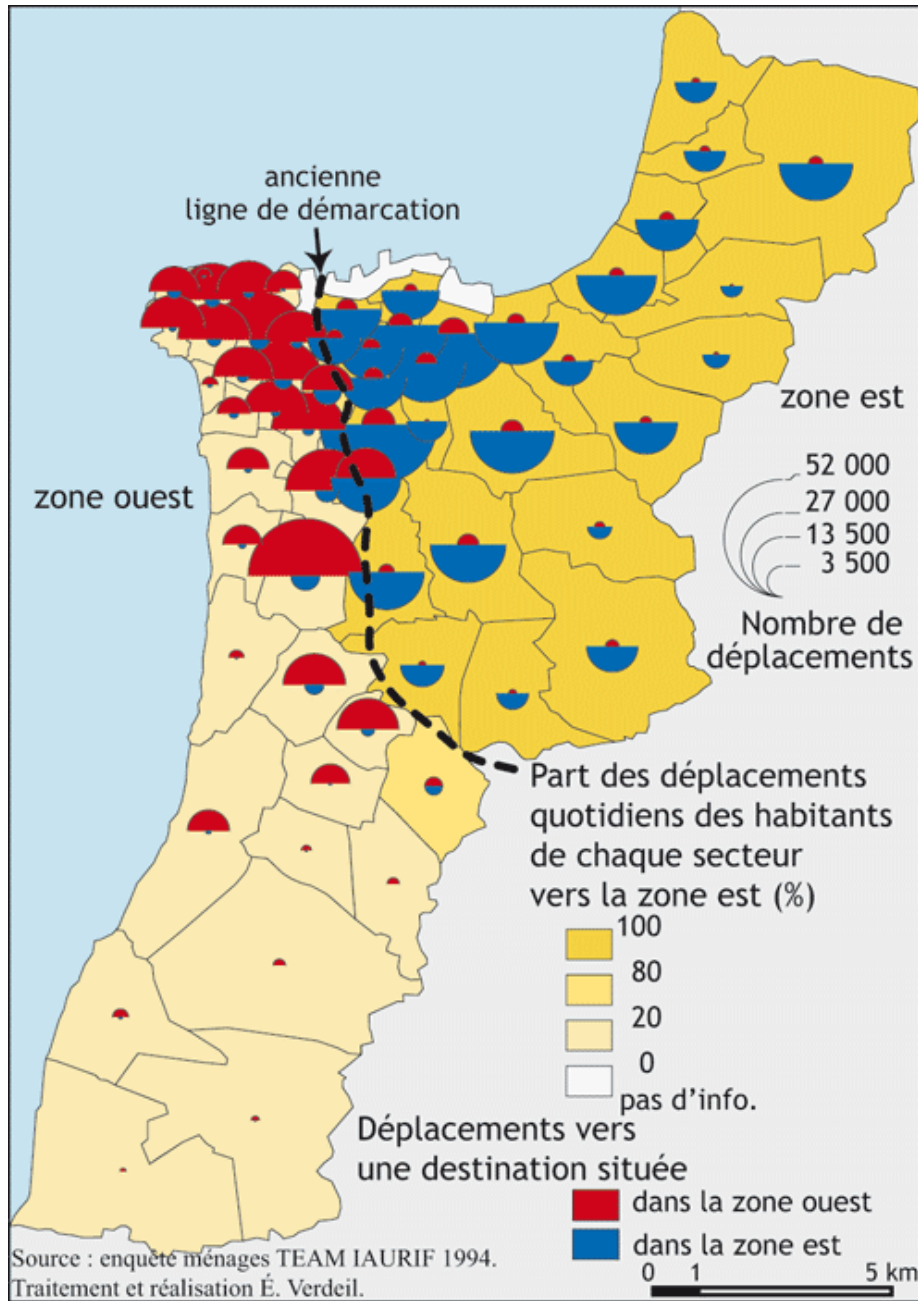 ancienne
ligne de démarcation
zone est
zone ouest
52 000
27 000
13 500
3 500
Nombre de
déplacements
Part des déplacements
quotidiens des habitants
de chaque secteur
vers la zone est (%)
100
80
20
0
pas d'info.
Déplacements vers
une destination située
dans la zone ouest
dans la zone est
Source : enquête ménages TEAM IAURIF 1994.
Traitement et réalisation É. Verdeil.
0 1 5 km